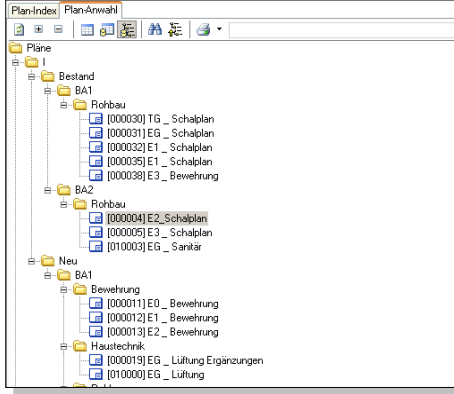 Plan-Index Plan-Anwahl
Pläne
I
Bestand
BA1
Rohbau
[000030] TG _ Schalplan
[000031] EG _ Schalplan
[000032] E1 _ Schalplan
[000035] E1 _ Schalplan
[000038] E3 _ Bewehrung
BA2
Rohbau
[000004] E2_Schalplan
[000005] E3 _ Schalplan
[010003] EG _ Sanitär
Neu
BA1
Bewehrung
[000011] E0 _ Bewehrung
[000012] E1 _ Bewehrung
[000013] E2 _ Bewehrung
Haustechnik
[000019] EG _ Lüftung Ergänzungen
[010000] EG _ Lüftung